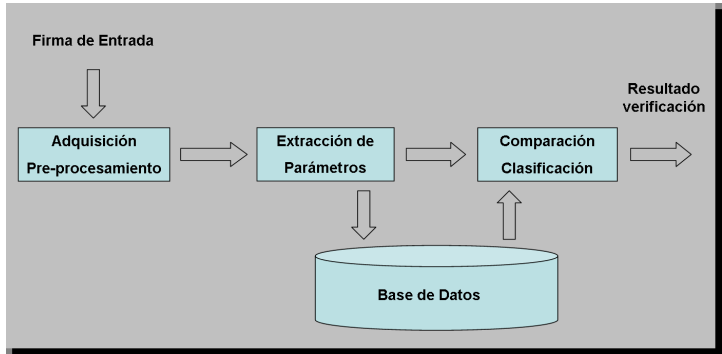 Firma de Entrada
Adquisición
Pre-procesamiento
Extracción de
Parámetros
Comparación
Clasificación
Resultado
verificación
Base de Datos